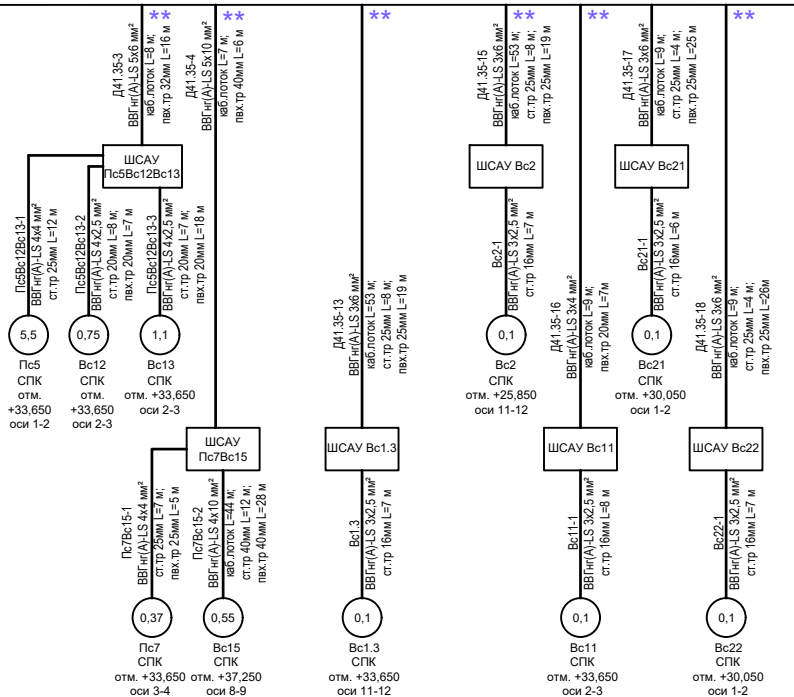 **
**
**
**
**
**
Д41.35-3
ВВГнг(А)-LS 5х6 мм²
каб.лоток L=8 м;
пвх.тр 32мм L=16 м
Д41.35-4
ВВГнг(А)-LS 5х10 мм²
каб.лоток L=7 м;
пвх.тр 40мм L=6 м
Д41.35-15
ВВГнг(А)-LS 3х6 мм²
каб.лоток L=53 м;
ст.тр 25мм L=8 м;
пвх.тр 25мм L=19 м
Д41.35-17
ВВГнг(А)-LS 3х6 мм²
каб.лоток L=9 м;
ст.тр 25мм L=4 м;
пвх.тр 25мм L=25 м
ШСАУ
Пс5Вс12Вс13
ШСАУ Вс2
ШСАУ Вс21
Пс5Вс12Вс13-1
ВВГнг(А)-LS 4х4 мм²
ст.тр 25мм L=12 м
Пс5Вс12Вс13-2
ВВГнг(А)-LS 4х2,5 мм²
ст.тр 20мм L=8 м;
пвх.тр 20мм L=7 м
Пс5Вс12Вс13-3
ВВГнг(А)-LS 4х2,5 мм²
ст.тр 20мм L=7 м;
пвх.тр 20мм L=18 м
Д41.35-13
ВВГнг(А)-LS 3х6 мм²
каб.лоток L=53 м;
ст.тр 25мм L=8 м;
пвх.тр 25мм L=19 м
Вс2-1
ВВГнг(А)-LS 3х2,5 мм²
ст.тр 16мм L=7 м
Д41.35-16
ВВГнг(А)-LS 3х4 мм²
каб.лоток L=9 м;
пвх.тр 20мм L=7м
Вс21-1
ВВГнг(А)-LS 3х2,5 мм²
ст.тр 16мм L=6 м
Д41.35-18
ВВГнг(А)-LS 3х6 мм²
каб.лоток L=9 м;
ст.тр 25мм L=4 м;
пвх.тр 25мм L=26м
5,5
Пс5
СПК
отм.
+33,650
оси 1-2
0,75
Вс12
СПК
отм.
+33,650
оси 2-3
1,1
Вс13
СПК
отм. +33,650
оси 2-3
0,1
Вс2
СПК
отм. +25,850
оси 11-12
0,1
Вс21
СПК
отм. +30,050
оси 1-2
ШСАУ
Пс7Вс15
ШСАУ Вс1.3
ШСАУ Вс11
ШСАУ Вс22
Пс7Вс15-1
ВВГнг(А)-LS 4х4 мм²
ст.тр 25мм L=7 м;
пвх.тр 25мм L=5 м
Пс7Вс15-2
ВВГнг(А)-LS 4х10 мм²
каб.лоток L=44 м;
ст.тр 40мм L=12 м;
пвх.тр 40мм L=28 м
Вс1.3
ВВГнг(А)-LS 3х2,5 мм²
ст.тр 16мм L=7 м
Вс11-1
ВВГнг(А)-LS 3х2,5 мм²
ст.тр 16мм L=8 м
Вс22-1
ВВГнг(А)-LS 3х2,5 мм²
ст.тр 16мм L=7 м
0,37
Пс7
СПК
отм. +33,650
оси 3-4
0,55
Вс15
СПК
отм. +37,250
оси 8-9
0,1
Вс1.3
СПК
отм. +33,650
оси 11-12
0,1
Вс11
СПК
отм. +33,650
оси 2-3
0,1
Вс22
СПК
отм. +30,050
оси 1-2